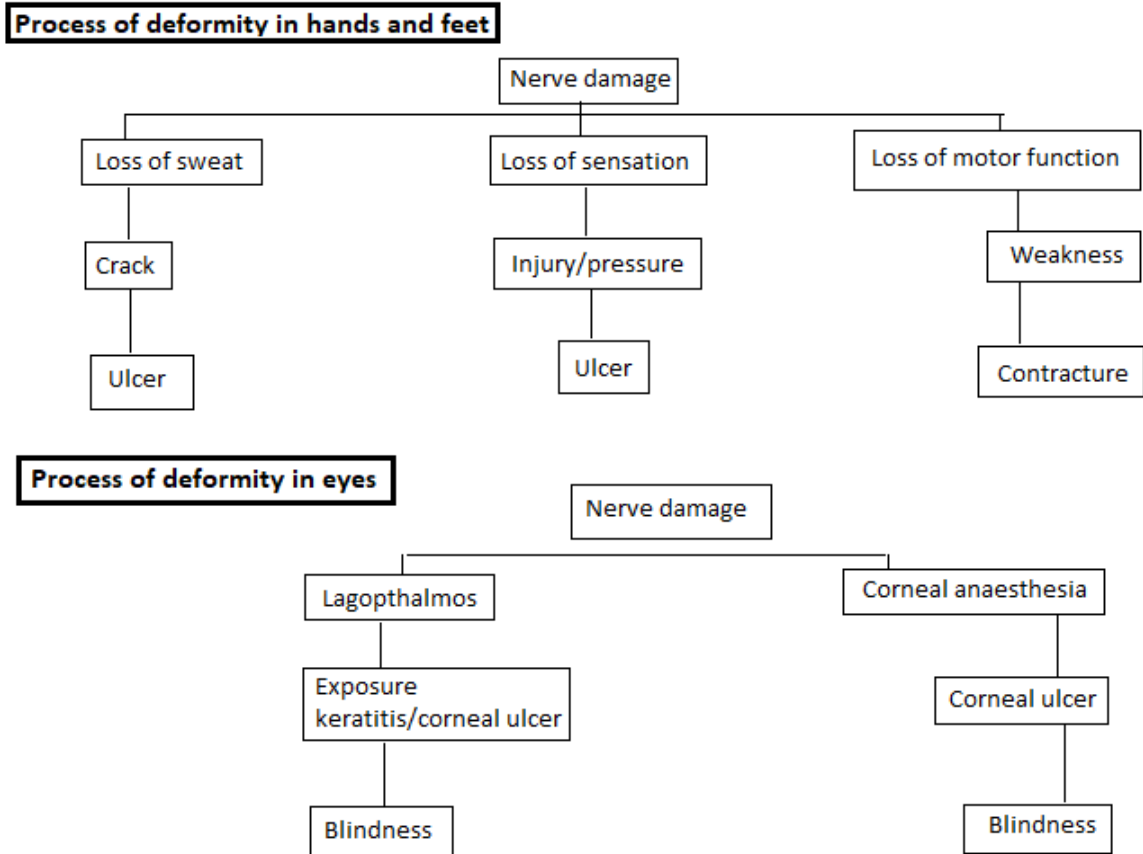 Process of deformity in hands and feet
Nerve damage
Loss of sweat
Loss of sensation
Loss of motor function
Crack
Injury/pressure
Weakness
Ulcer
Ulcer
Contracture
Process of deformity in eyes
Nerve damage
Lagopthalmos
Corneal anaesthesia
Exposure
keratitis/corneal ulcer
Corneal ulcer
Blindness
Blindness